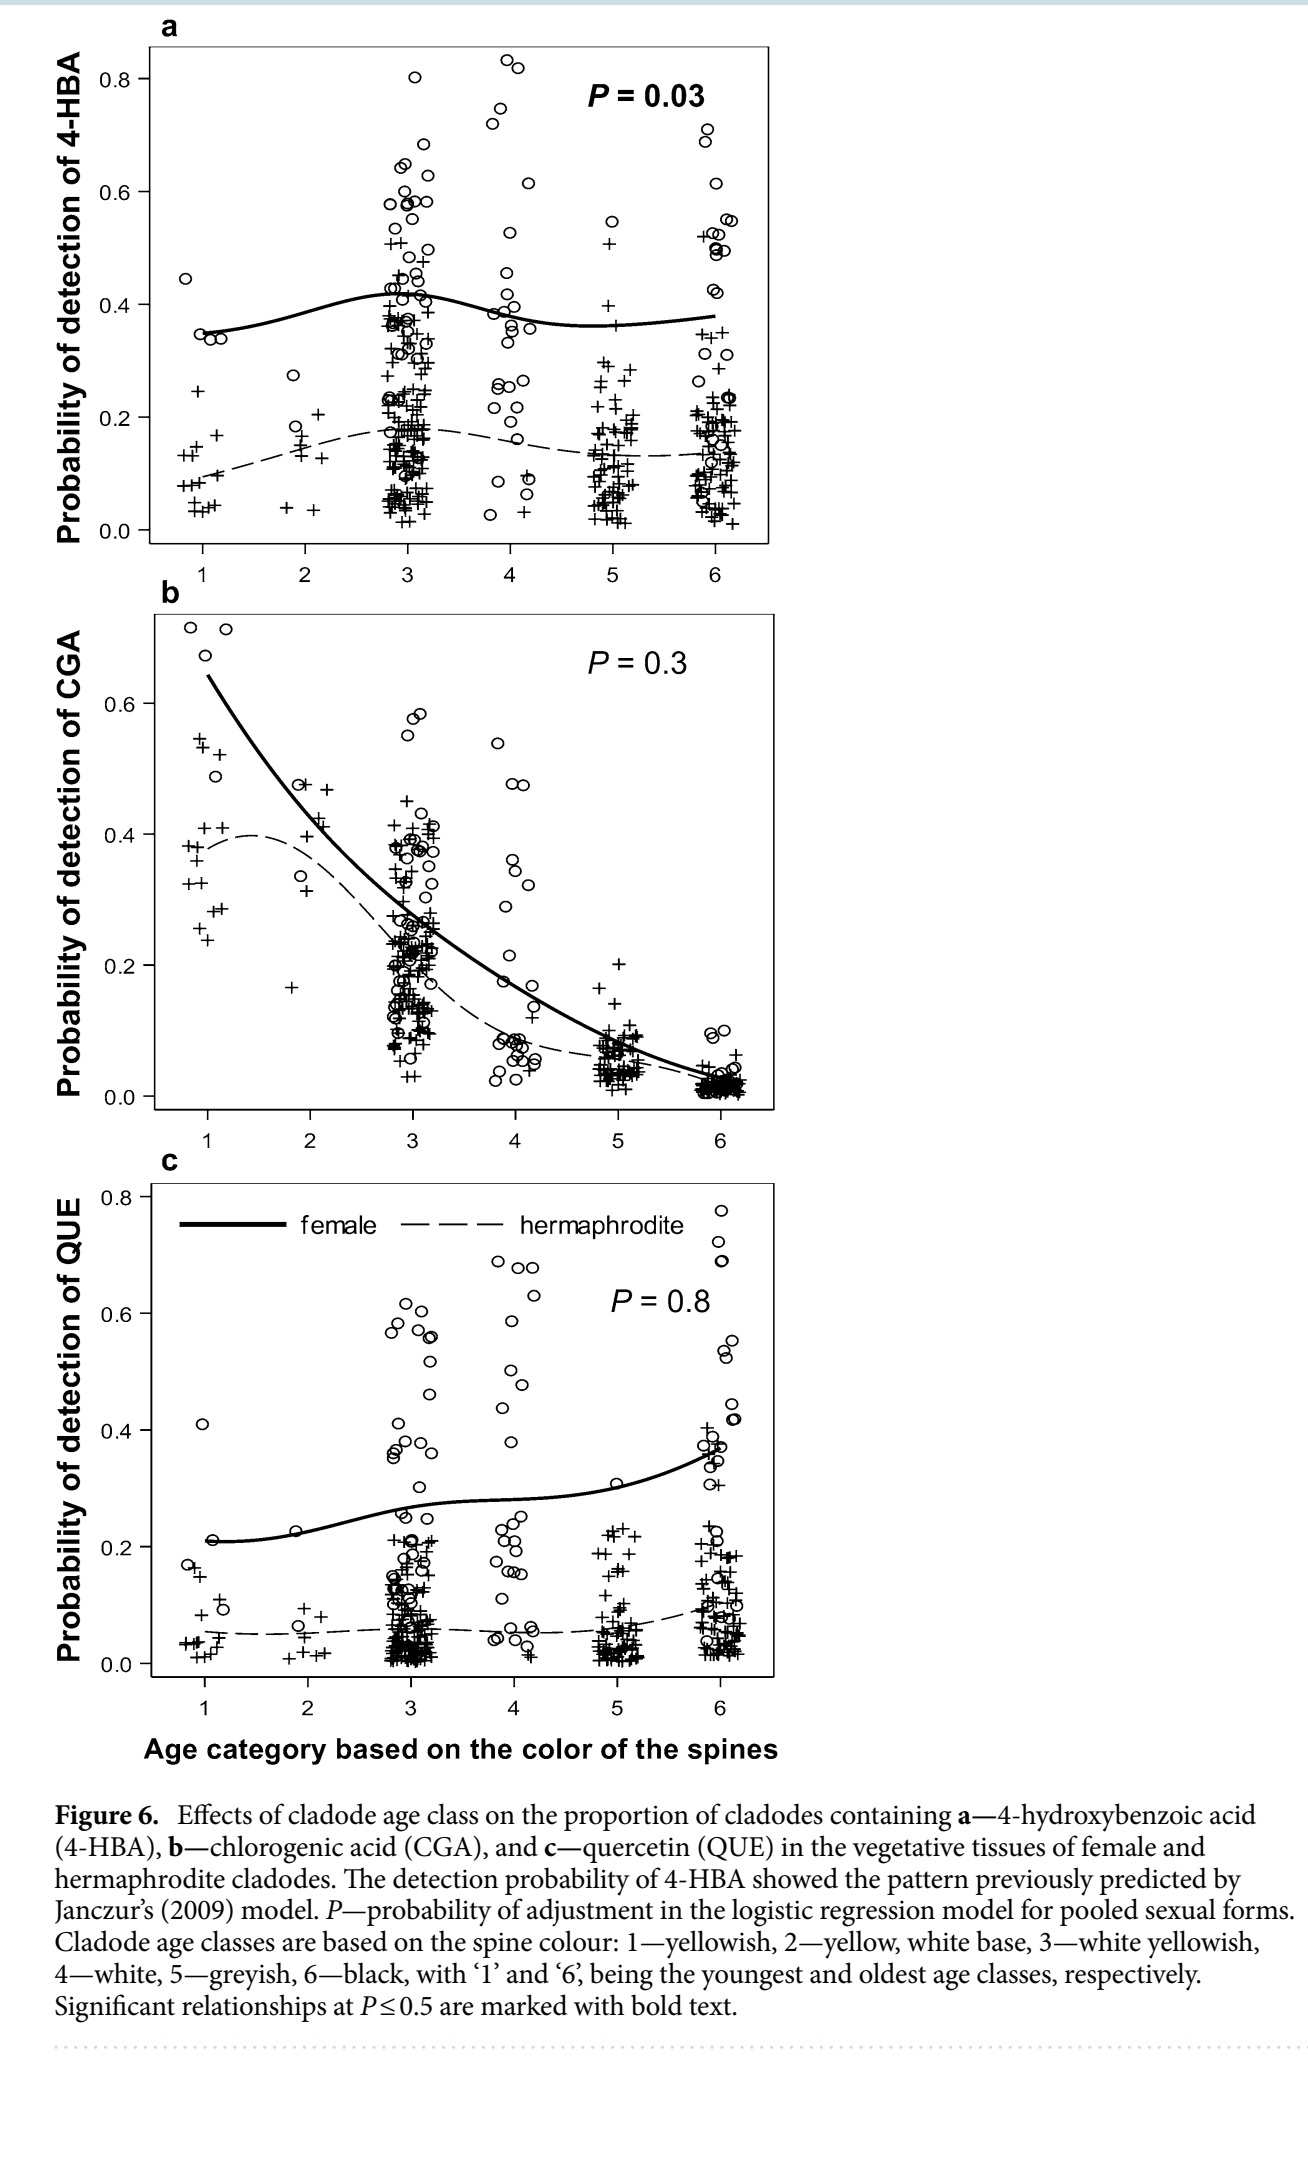 a
Probability of detection of 4-HBA
P = 0.03
0.8
0.6
0.4
0.2
0.0
1 2 3 4 5 6
b
Probability of detection of CGA
P = 0.3
0.6
0.4
0.2
0.0
1 2 3 4 5 6
c
Probability of detection of QUE
0.8
female hermaphrodite
P = 0.8
0.6
0.4
0.2
0.0
1 2 3 4 5 6
Age category based on the color of the spines
Figure 6. Effects of cladode age class on the proportion of cladodes containing a—4-hydroxybenzoic acid
(4-HBA), b—chlorogenic acid (CGA), and c—quercetin (QUE) in the vegetative tissues of female and
hermaphrodite cladodes. The detection probability of 4-HBA showed the pattern previously predicted by
Janczur’s (2009) model. P—probability of adjustment in the logistic regression model for pooled sexual forms.
Cladode age classes are based on the spine colour: 1—yellowish, 2—yellow, white base, 3—white yellowish,
4—white, 5—greyish, 6—black, with ‘1’ and ‘6’, being the youngest and oldest age classes, respectively.
Significant relationships at P ≤ 0.5 are marked with bold text.